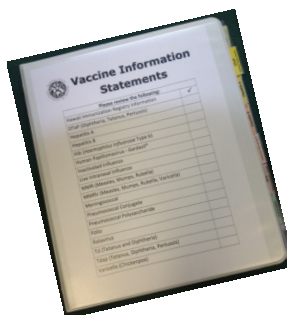 Vaccine Information
Statements
Please review the following:
Hawaii Immunization Registry Information
DTaP (Diphtheria, Tetanus, Pertussis)
Hepatitis A
Hepatitis B
HIB (Haemophilus Influenzae Type B)
Human Papillomavirus - Gardasil
Inactivated Influenza
Live Intranasal Influenza
MMR (Measles, Mumps, Rubella)
MMRV (Measles, Mumps, Rubella, Varicella)
Meningococcal
Pneumococcal Conjugate
Pneumococcal Polysaccharide
Polio
Rotavirus
Td (Tetanus and Diphtheria)
Tdap (Tetanus, Diphtheria, Pertussis)
Varicella (Chickenpox)